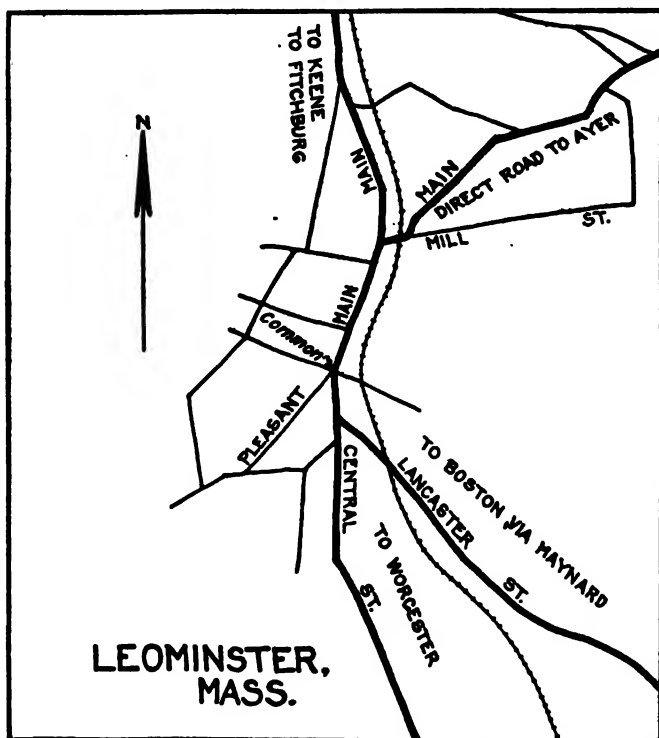 TO KEENE
TO FITCHBURG
N
MAIN
MAIN
DIRECT ROAD TO AYER
MILL
ST.
MAIN
Common
PLEASANT
CENTRAL
ST.
LANCASTER
ST.
TO BOSTON VIA MAYNARD
TO WORCESTER
LEOMINSTER,
MASS.